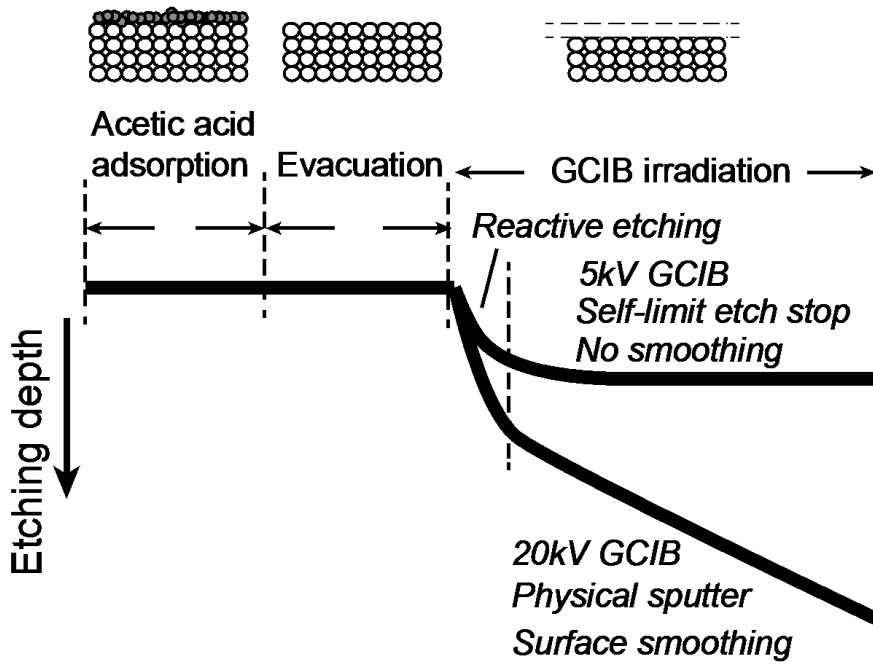 Acetic acid
adsorption
Evacuation
GCIB irradiation
Reactive etching
5kV GCIB
Self-limit etch stop
No smoothing
Etching depth
20kV GCIB
Physical sputter
Surface smoothing